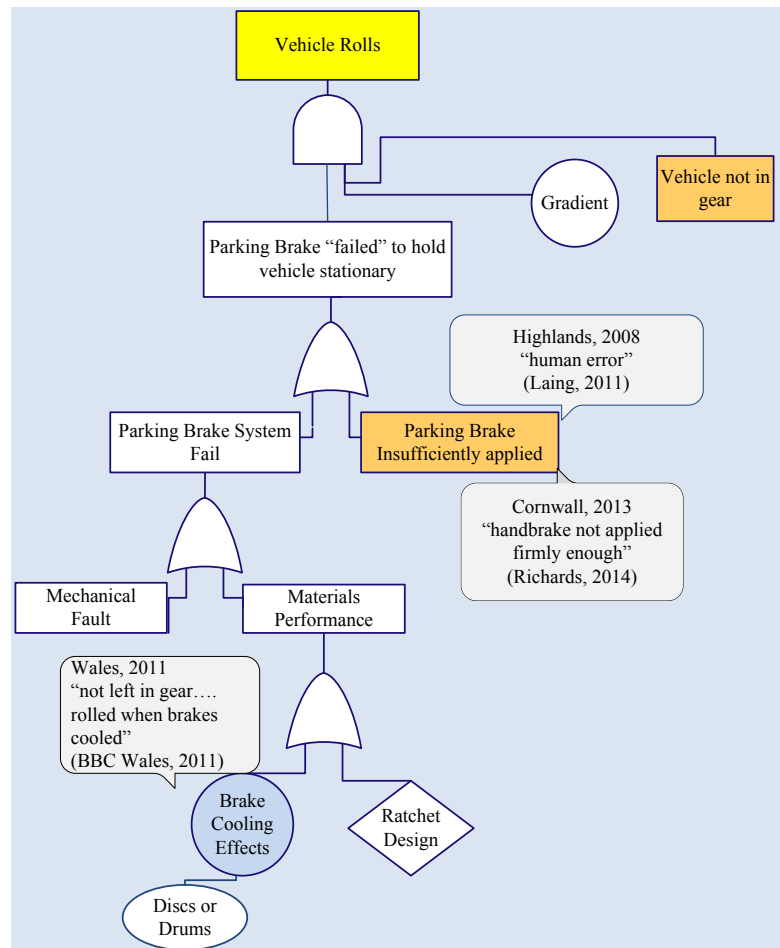 Vehicle Rolls
Vehicle not in
gear
Gradient
Parking Brake “failed” to hold
vehicle stationary
Highlands, 2008
“human error”
(Laing, 2011)
Parking Brake System
Fail
Parking Brake
Insufficiently applied
Cornwall, 2013
“handbrake not applied
firmly enough”
(Richards, 2014)
Mechanical
Fault
Materials
Performance
Wales, 2011
“not left in gear….
rolled when brakes
cooled”
(BBC Wales, 2011)
Brake
Cooling
Effects
Ratchet
Design
Discs or
Drums